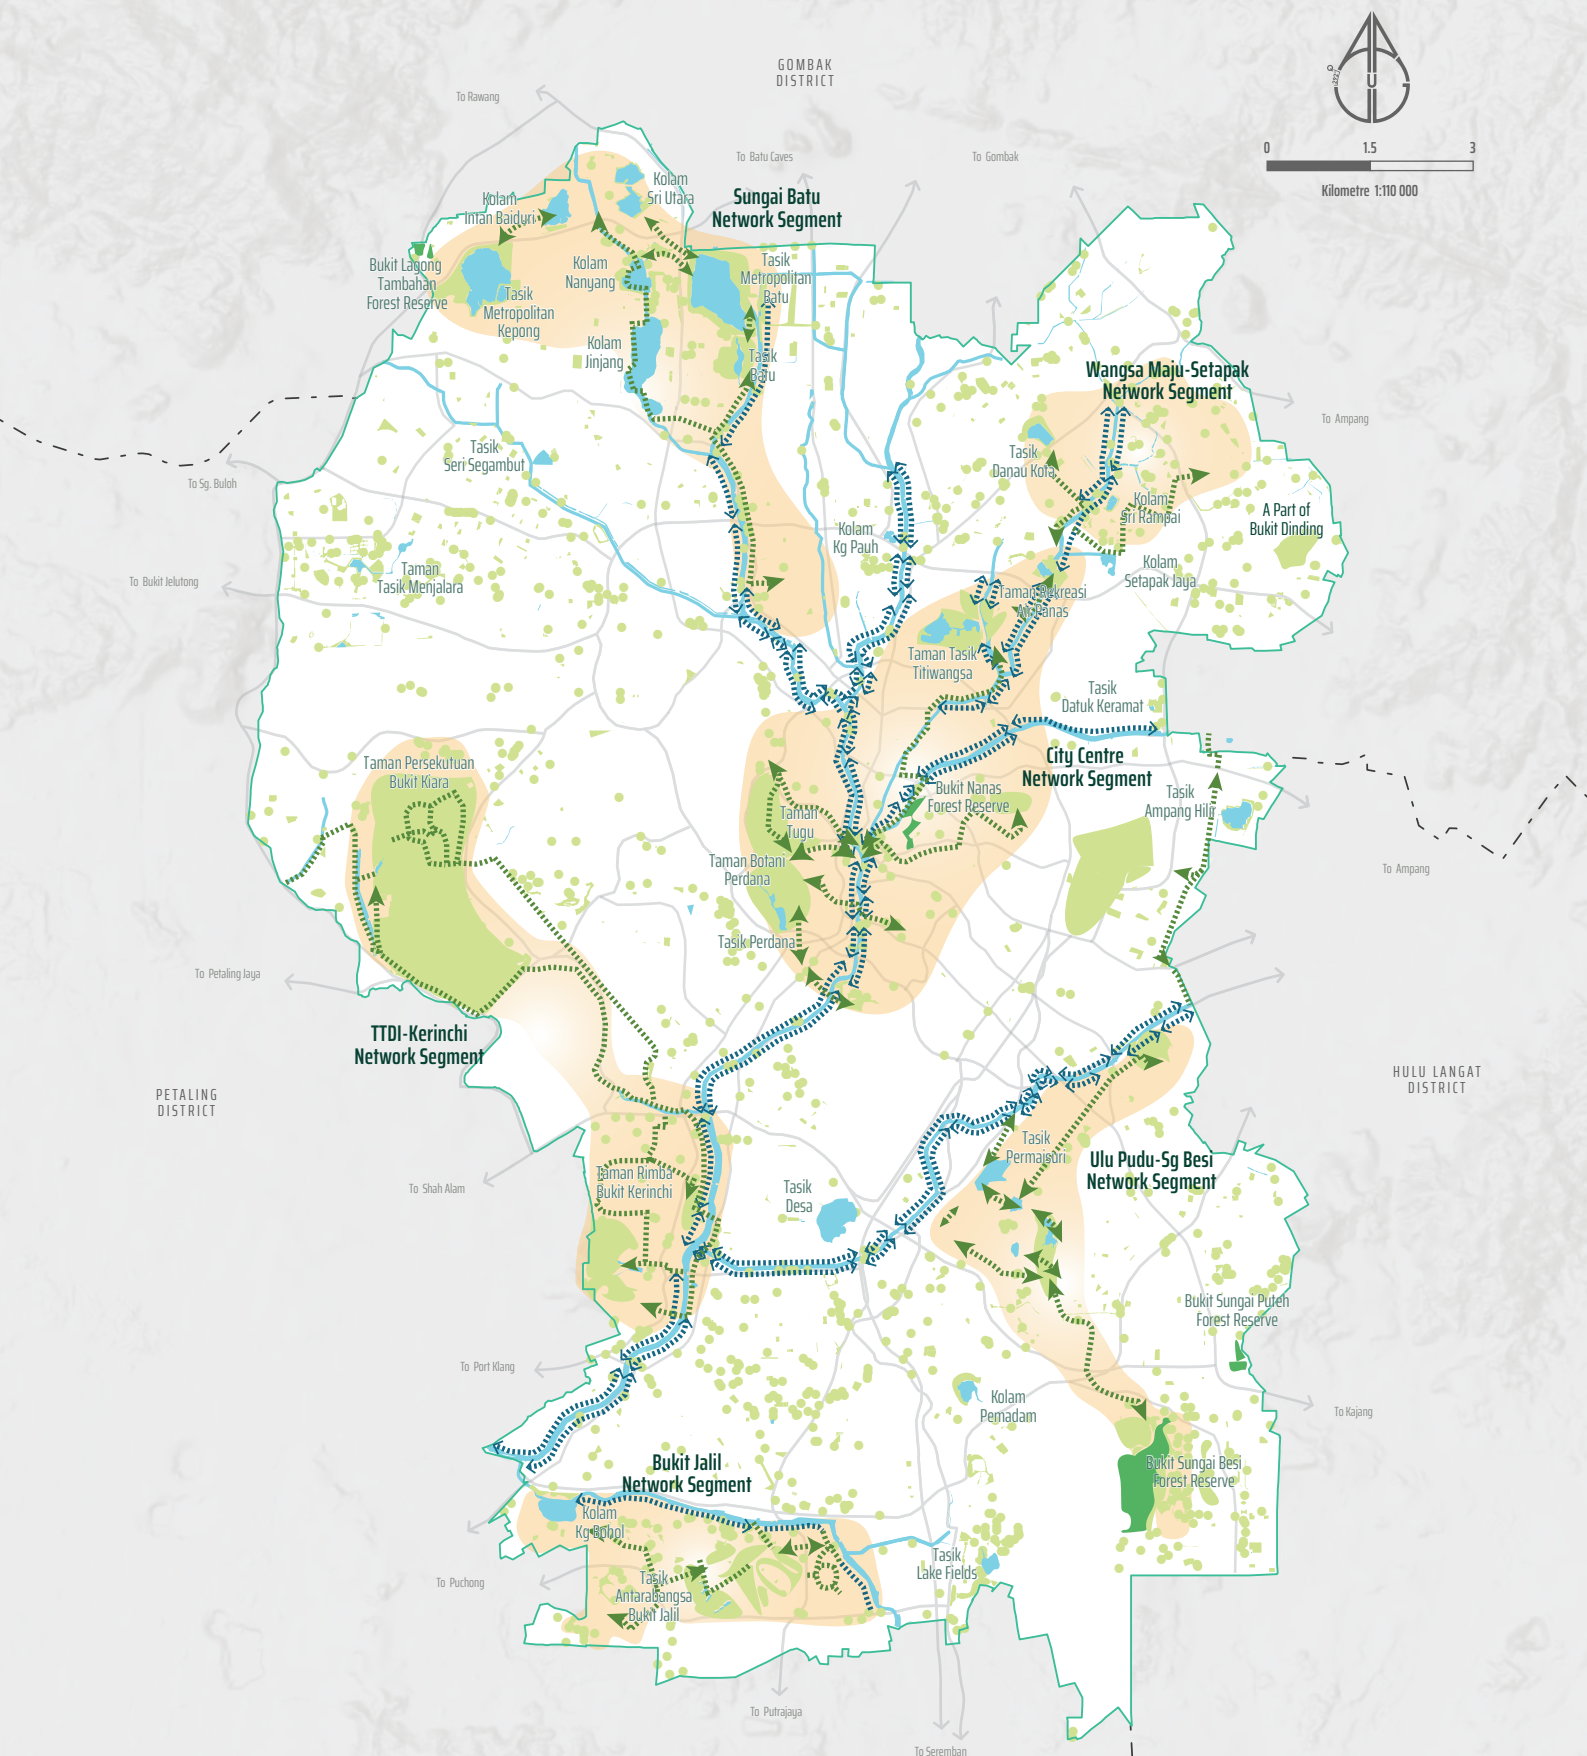 GOMBAK
DISTRICT
To Rawang
To Batu Caves
To Gombak
U
0
1.5
3
Kilometre 1:110 000
Kolam
Sri Utara
Sungai Batu
Network Segment
Kolam
Intan Baiduri
Bukit Lagong
Tambahan
Forest Reserve
Kolam
Nanyang
Tasik
Metropolitan
Batu
Tasik
Metropolitan
Kepong
Kolam
Jinjang
Tasik
Batu
Wangsa Maju-Setapak
Network Segment
To Ampang
Tasik
Seri Segambut
Tasik
Danau Kota
To Sg. Buloh
Kolam
Sri Rampai
A Part of
Bukit Dinding
Kolam
Kg Pauh
Kolam
Setapak Jaya
To Bukit Jelutong
Taman
Tasik Menjalara
Taman Rekreasi
Air Panas
Taman Tasik
Titiwangsa
Tasik
Datuk Keramat
City Centre
Network Segment
Taman Persekutuan
Bukit Kiara
Bukit Nanas
Forest Reserve
Tasik
Ampang Hilir
Taman
Tugu
Taman Botani
Perdana
To Ampang
Tasik Perdana
To Petaling Jaya
TTDI-Kerinchi
Network Segment
PETALING
DISTRICT
HULU LANGAT
DISTRICT
Tasik
Permaisuri
Ulu Pudu-Sg Besi
Network Segment
Taman Rimba
Bukit Kerinchi
To Shah Alam
Tasik
Desa
Bukit Sungai Puteh
Forest Reserve
To Port Klang
Kolam
Pemadam
To Kajang
Bukit Jalil
Network Segment
Bukit Sungai Besi
Forest Reserve
Kolam
Kg Bohol
Tasik
Lake Fields
To Puchong
Tasik
Antarabangsa
Bukit Jalil
To Putrajaya
To Seremban